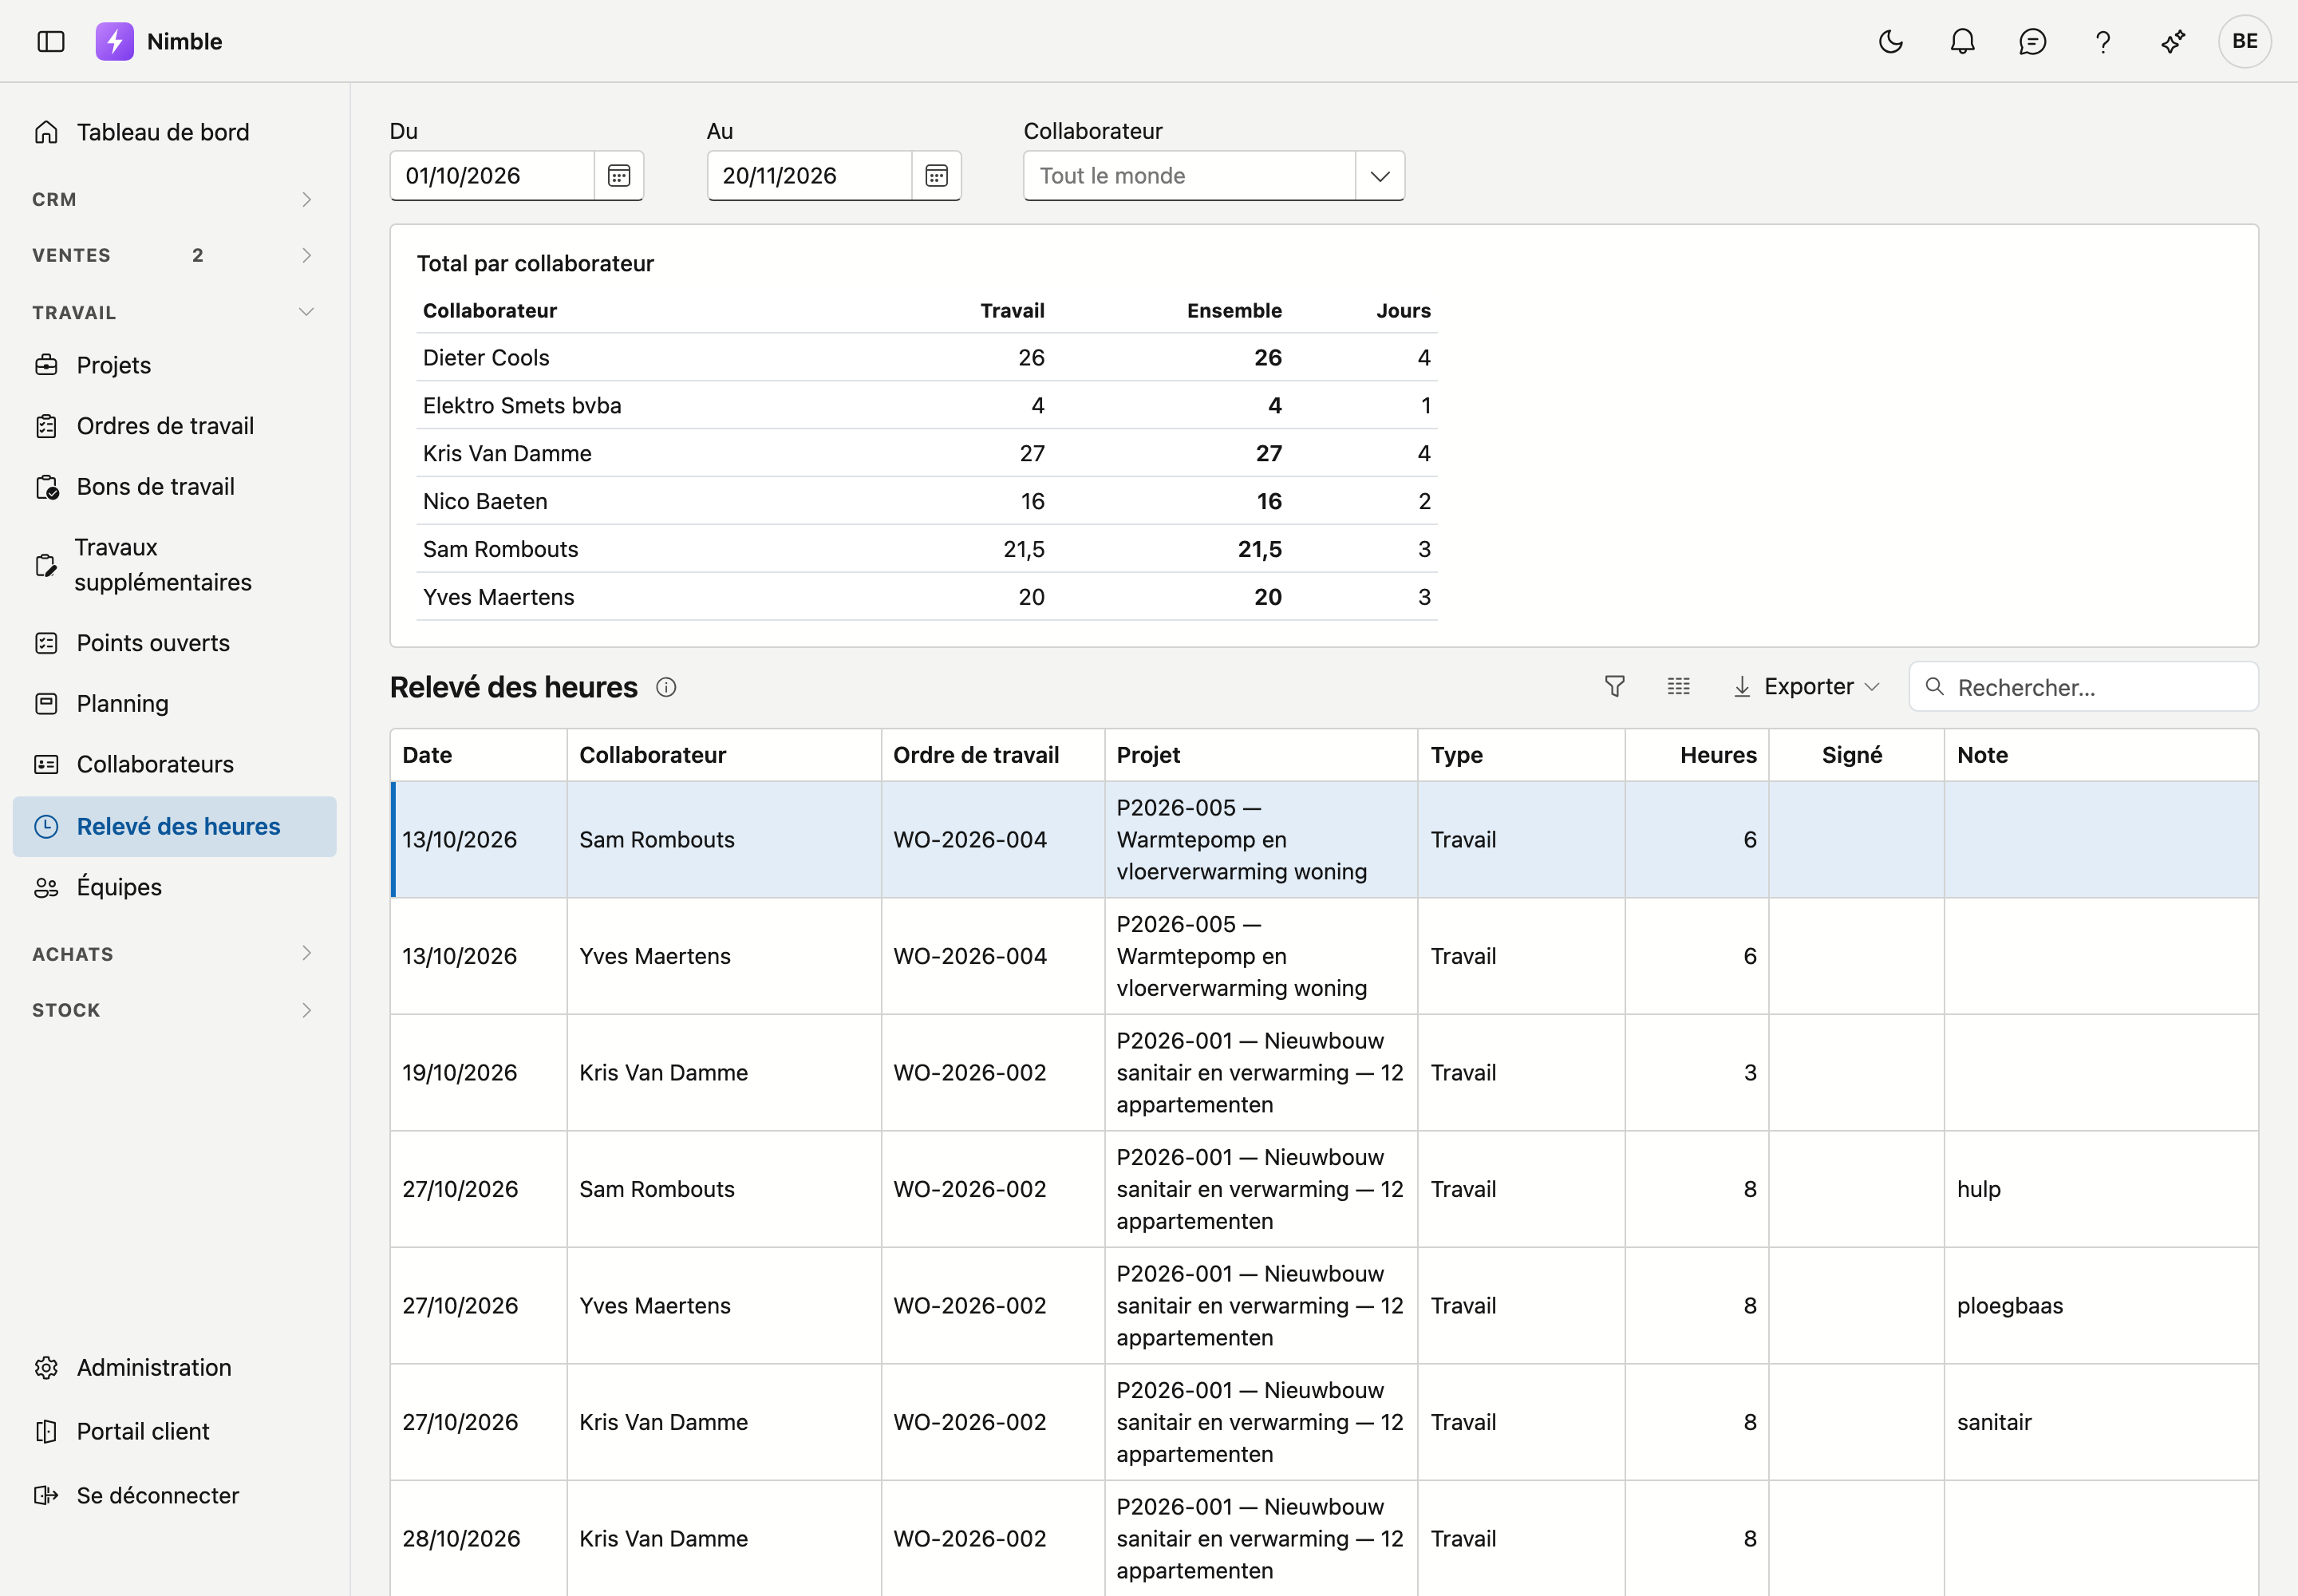 Nimble
BE
Tableau de bord
CRM
VENTES 2
TRAVAIL
Projets
Ordres de travail
Bons de travail
Travaux
supplémentaires
Points ouverts
Planning
Collaborateurs
Relevé des heures
Équipes
ACHATS
STOCK
Administration
Portail client
Se déconnecter
Du Au Collaborateur
01/10/2026 20/11/2026 Tout le monde
Total par collaborateur
Collaborateur Travail Ensemble Jours
Dieter Cools 26 26 4
Elektro Smets bvba 4 4 1
Kris Van Damme 27 27 4
Nico Baeten 16 16 2
Sam Rombouts 21,5 21,5 3
Yves Maertens 20 20 3
Relevé des heures Exporter Rechercher...
Date Collaborateur Ordre de travail Projet Type Heures Signé Note
P2026-005 —
13/10/2026 Sam Rombouts WO-2026-004 Warmtepomp en Travail 6
vloerverwarming woning
P2026-005 —
13/10/2026 Yves Maertens WO-2026-004 Warmtepomp en Travail 6
vloerverwarming woning
P2026-001 — Nieuwbouw
19/10/2026 Kris Van Damme WO-2026-002 sanitair en verwarming — 12 Travail 3
appartementen
P2026-001 — Nieuwbouw
27/10/2026 Sam Rombouts WO-2026-002 sanitair en verwarming — 12 Travail 8 hulp
appartementen
P2026-001 — Nieuwbouw
27/10/2026 Yves Maertens WO-2026-002 sanitair en verwarming — 12 Travail 8 ploegbaas
appartementen
P2026-001 — Nieuwbouw
27/10/2026 Kris Van Damme WO-2026-002 sanitair en verwarming — 12 Travail 8 sanitair
appartementen
P2026-001 — Nieuwbouw
28/10/2026 Kris Van Damme WO-2026-002 sanitair en verwarming — 12 Travail 8
appartementen